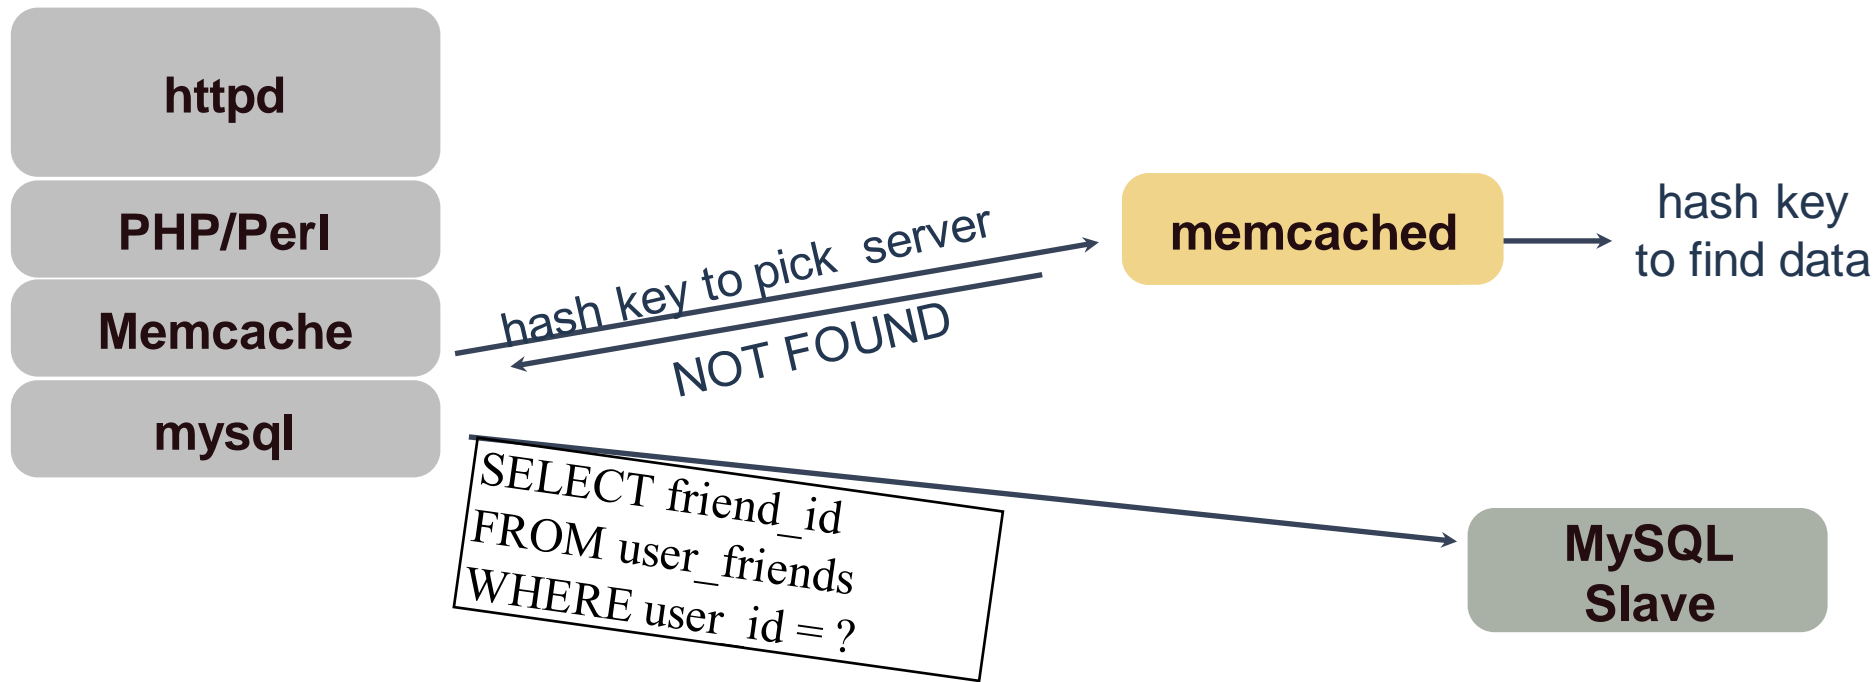 httpd
PHP/Perl
Memcache
mysql
hash key to pick server
NOT FOUND
memcached
hash key
to find data
SELECT friend_id
FROM user_friends
WHERE user_id = ?
MySQL
Slave